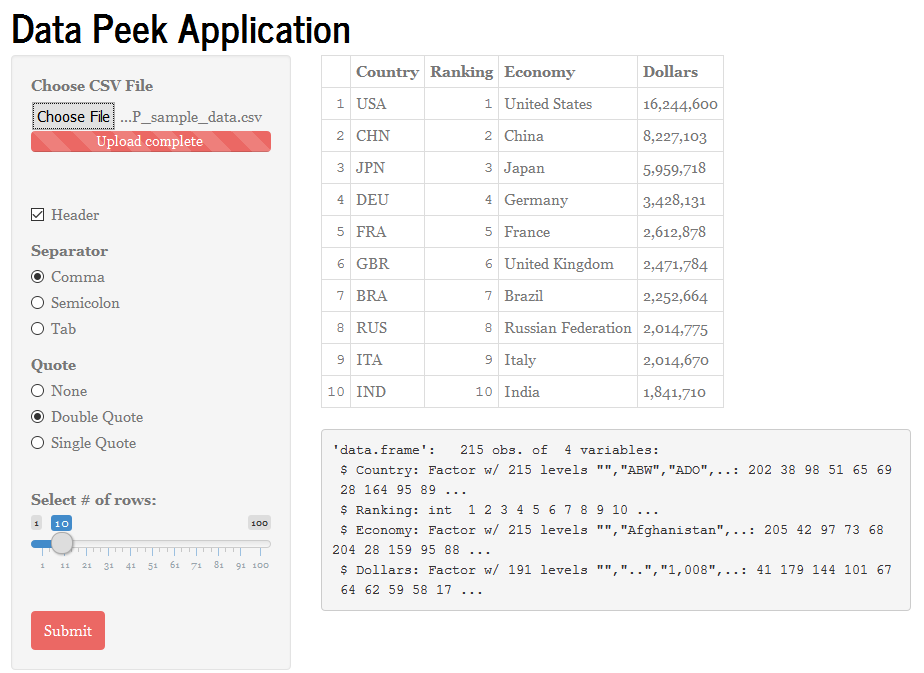 Data Peek Application
Choose CSV File
Choose File ...P_sample_data.csv
Upload complete
Header
Separator
Comma
Semicolon
Tab
Quote
None
Double Quote
Single Quote
Select # of rows:
1 10 100
1 11 21 31 41 51 61 71 81 91 100
Submit
Country Ranking Economy Dollars
1 USA 1 United States 16,244,600
2 CHN 2 China 8,227,103
3 JPN 3 Japan 5,959,718
4 DEU 4 Germany 3,428,131
5 FRA 5 France 2,612,878
6 GBR 6 United Kingdom 2,471,784
7 BRA 7 Brazil 2,252,664
8 RUS 8 Russian Federation 2,014,775
9 ITA 9 Italy 2,014,670
10 IND 10 India 1,841,710
'data.frame':   215 obs. of  4 variables:
 $ Country: Factor w/ 215 levels "","ABW","ADO",..: 202 38 98 51 65 69
 28 164 95 89 ...
 $ Ranking: int  1 2 3 4 5 6 7 8 9 10 ...
 $ Economy: Factor w/ 215 levels "","Afghanistan",..: 205 42 97 73 68
204 28 159 95 88 ...
 $ Dollars: Factor w/ 191 levels "","..","1,008",..: 41 179 144 101 67
 64 62 59 58 17 ...